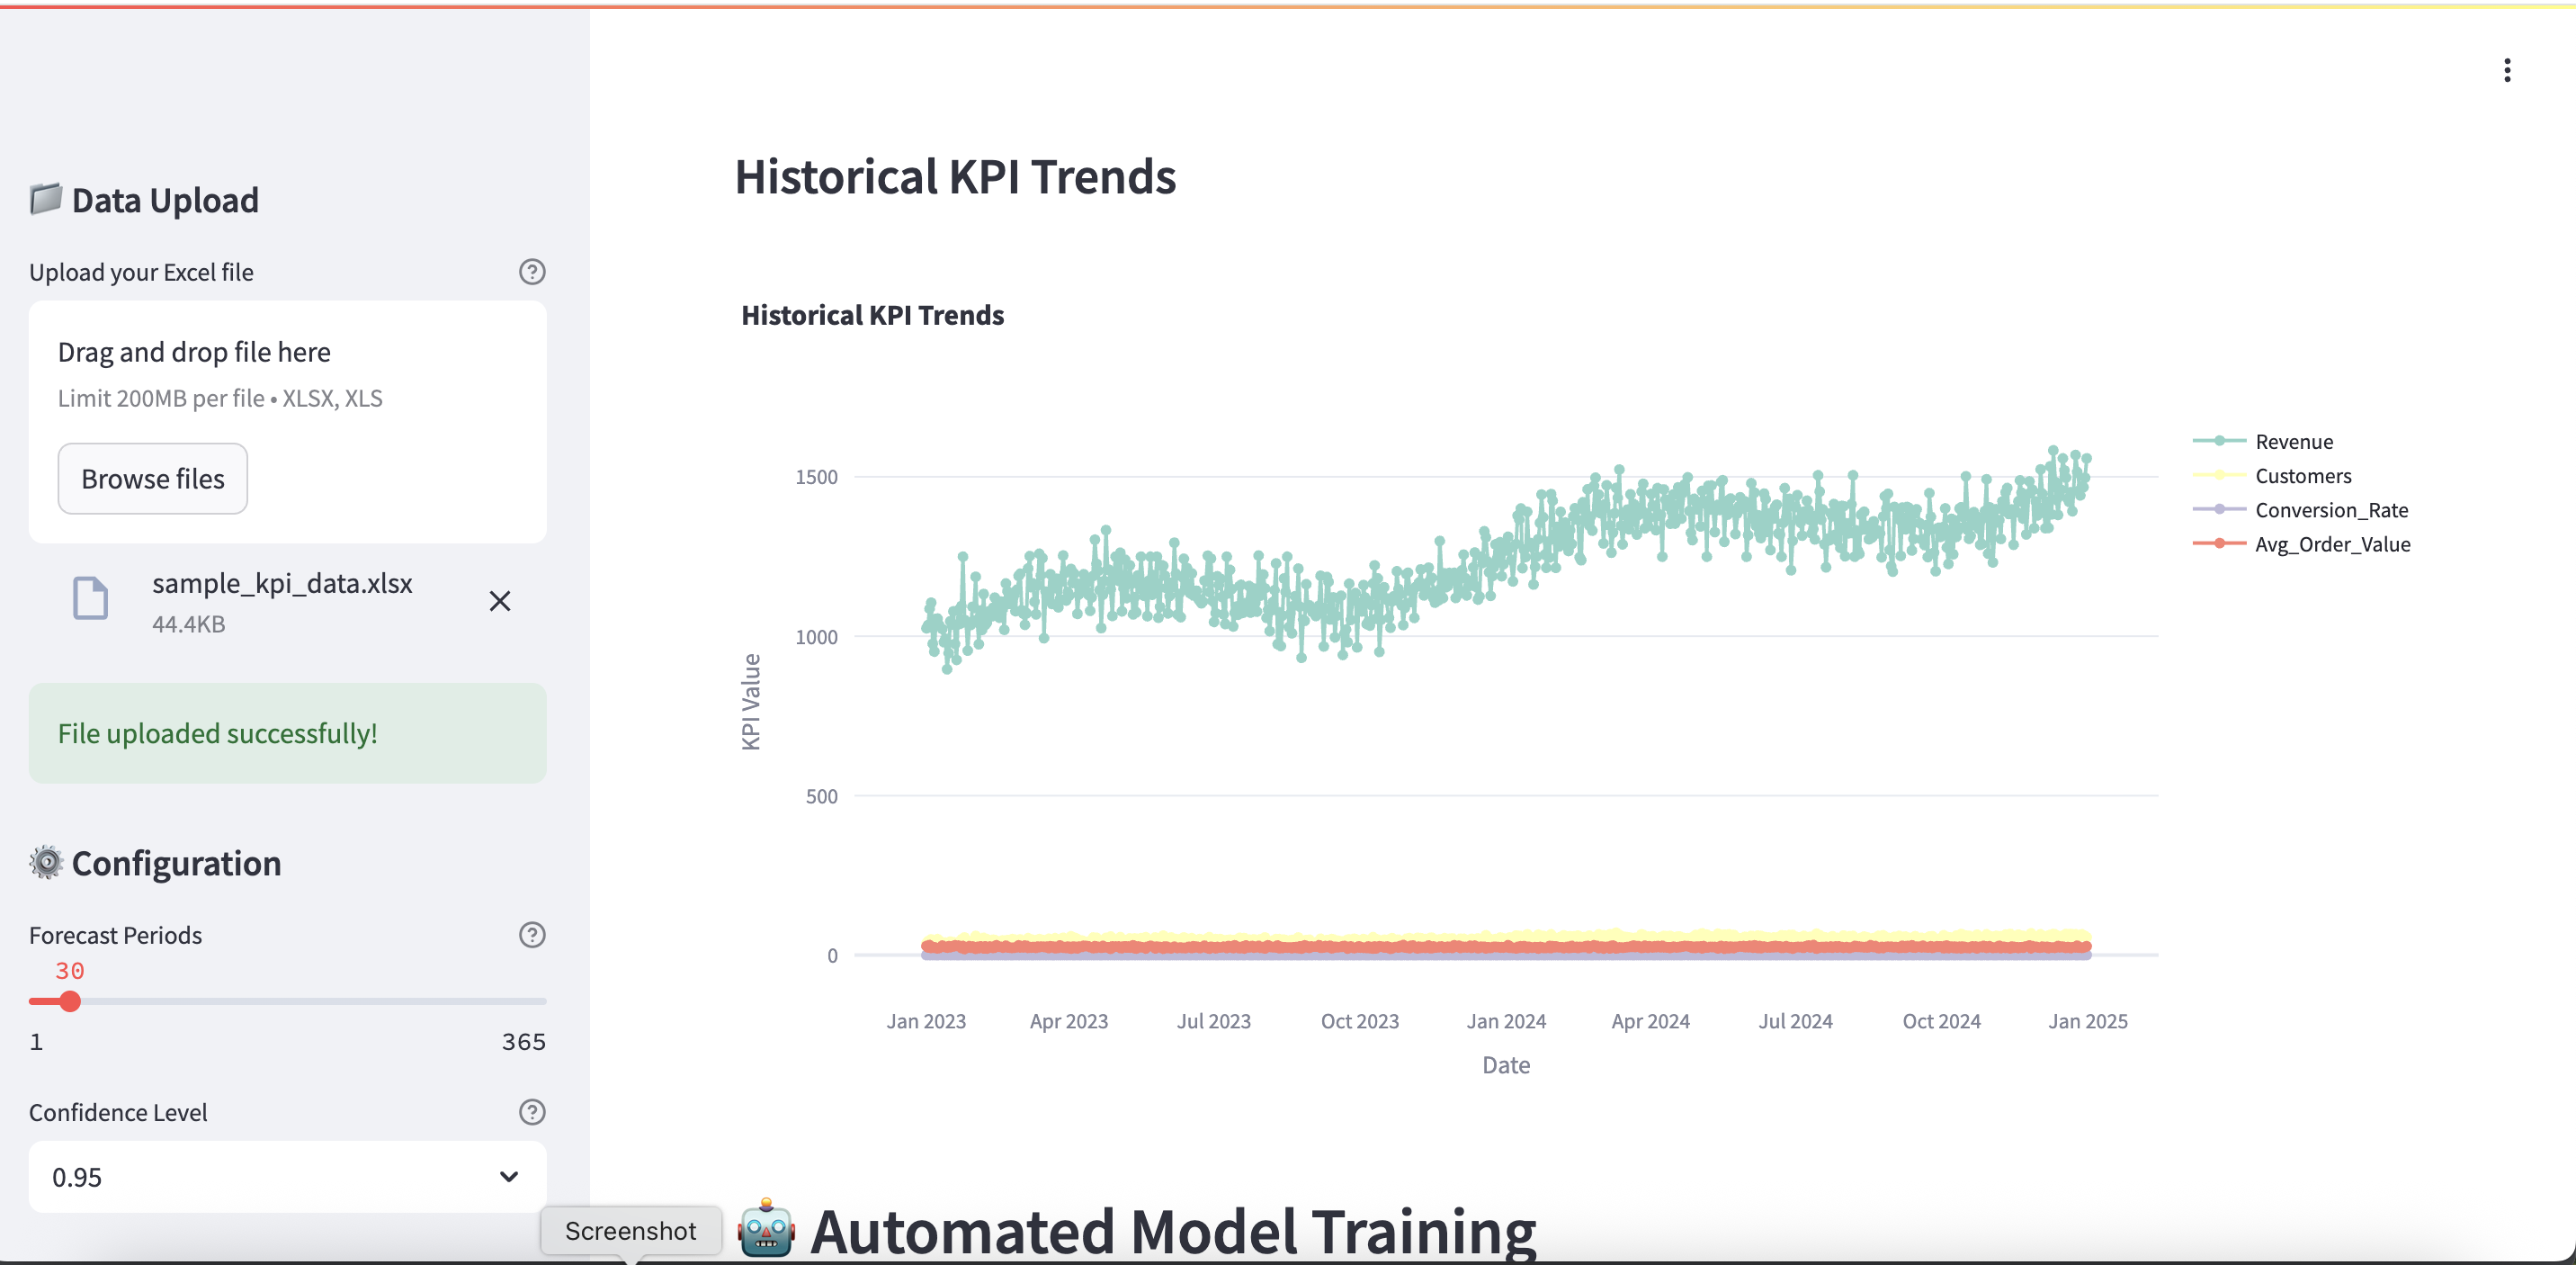 Data Upload
Upload your Excel file
Drag and drop file here
Limit 200MB per file • XLSX, XLS
Browse files
sample_kpi_data.xlsx
44.4KB
File uploaded successfully!
Configuration
Forecast Periods
30
1 365
Confidence Level
0.95
Screenshot
Historical KPI Trends
Historical KPI Trends
Revenue
Customers
Conversion_Rate
Avg_Order_Value
KPI Value
1500
1000
500
0
Jan 2023 Apr 2023 Jul 2023 Oct 2023 Jan 2024 Apr 2024 Jul 2024 Oct 2024 Jan 2025
Date
Automated Model Training